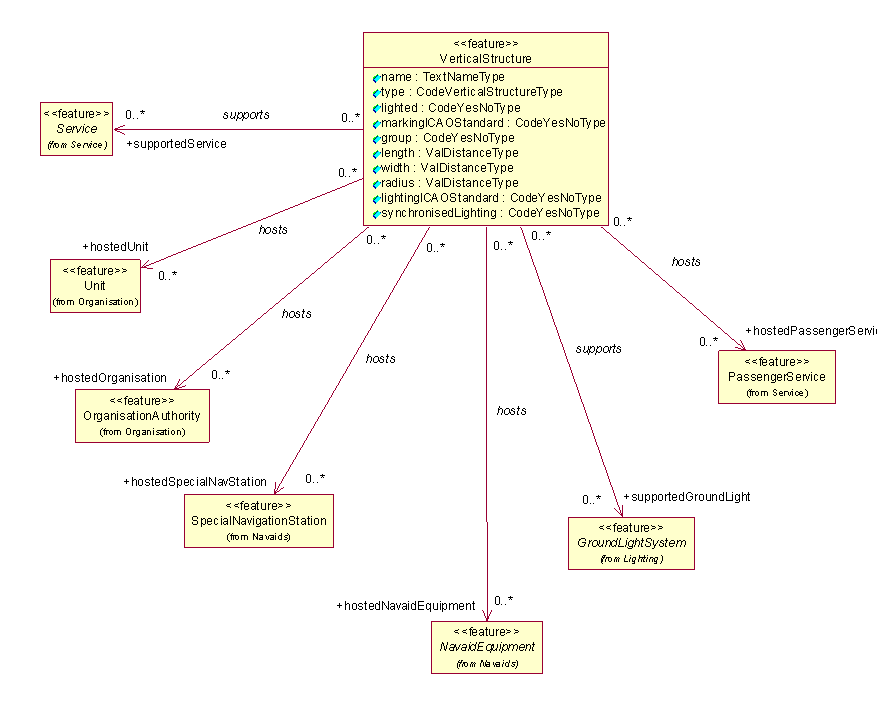 <<feature>>
VerticalStructure
name : TextNameType
type : CodeVerticalStructureType
lighted : CodeYesNoType
markingICAOStandard : CodeYesNoType
group : CodeYesNoType
length : ValDistanceType
width : ValDistanceType
radius : ValDistanceType
lightingICAOStandard : CodeYesNoType
synchronisedLighting : CodeYesNoType
<<feature>>
Service
(from Service)
0..*
supports
0..*
+supportedService
0..*
hosts
+hostedUnit
0..*
<<feature>>
Unit
(from Organisation)
0..*
hosts
+hostedOrganisation
0..*
<<feature>>
OrganisationAuthority
(from Organisation)
0..*
hosts
+hostedSpecialNavStation
0..*
<<feature>>
SpecialNavigationStation
(from Navaids)
0..*
hosts
+hostedNavaidEquipment
0..*
<<feature>>
NavaidEquipment
(from Navaids)
0..*
supports
0..*
+supportedGroundLight
<<feature>>
GroundLightSystem
(from Lighting)
0..*
hosts
+hostedPassengerServi
0..*
<<feature>>
PassengerService
(from Service)